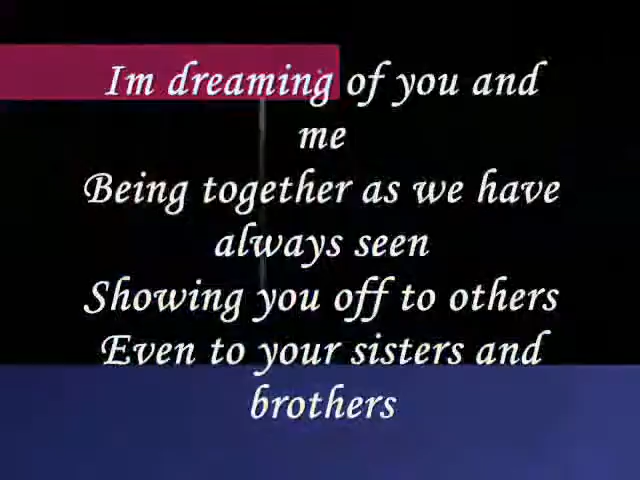 Im dreaming of you and
me
Being together as we have
always seen
Showing you off to others
Even to your sisters and
brothers